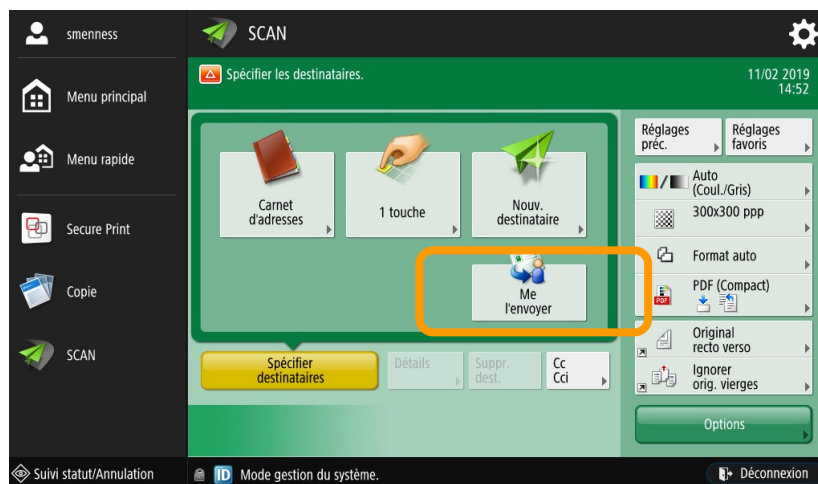 smenness
SCAN
Spécifier les destinataires.
11/02 2019
14:52
Menu principal
Menu rapide
Secure Print
Copie
SCAN
Carnet
d'adresses
1 touche
Nouv.
destinataire
Me
l'envoyer
Spécifier
destinataires
Détails
Suppr.
dest.
Cc
Cci
Réglages
préc.
Réglages
favoris
Auto
(Coul./Gris)
300x300 ppp
Format auto
PDF
PDF (Compact)
Original
recto verso
Ignorer
orig. vierges
Options
Suivi statut/Annulation
ID Mode gestion du système.
Déconnexion